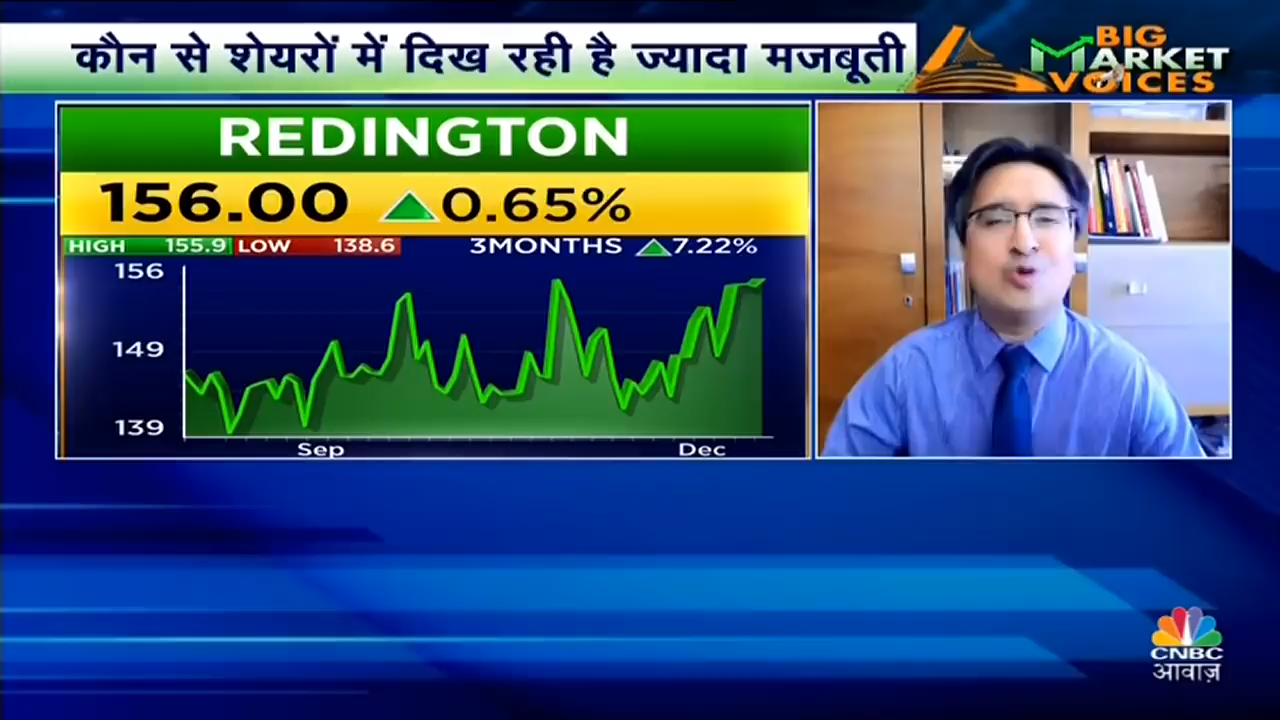 कौन से शेयरों में दिख रही है ज्यादा मजबूती
BIG
MARKET
VOICES
REDINGTON
156.00 0.65%
HIGH 155.9 LOW 138.6 3MONTHS 7.22%
156
149
139
Sep Dec
CNBC
आवाज़